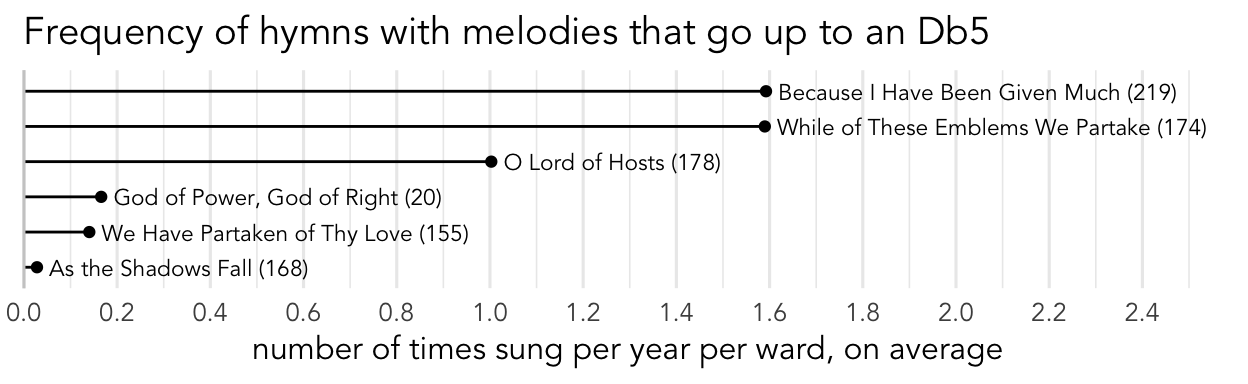 Frequency of hymns with melodies that go up to an Db5
Because I Have Been Given Much (219)
While of These Emblems We Partake (174)
O Lord of Hosts (178)
God of Power, God of Right (20)
We Have Partaken of Thy Love (155)
As the Shadows Fall (168)
0.0 0.2 0.4 0.6 0.8 1.0 1.2 1.4 1.6 1.8 2.0 2.2 2.4
number of times sung per year per ward, on average